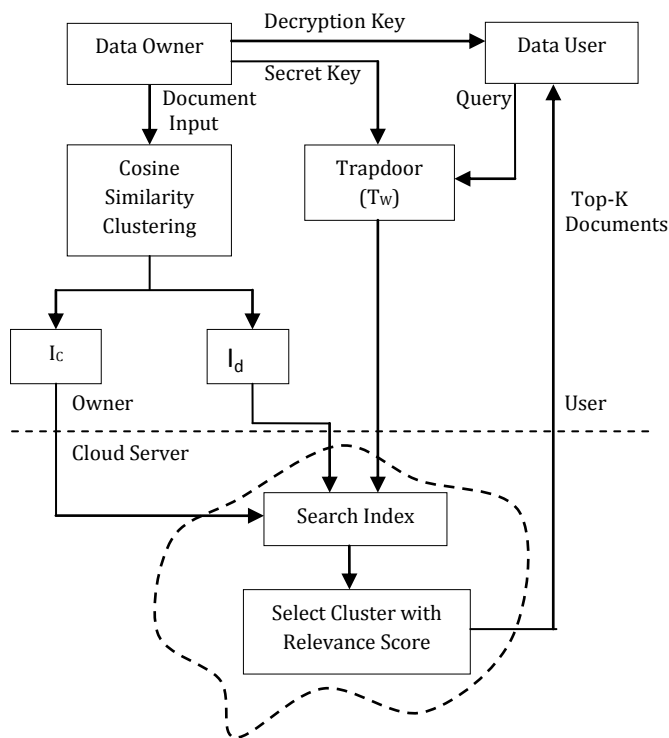 Decryption Key
Data Owner
Data User
Secret Key
Document
Input
Query
Cosine
Similarity
Clustering
Trapdoor
(Tw)
Top-K
Documents
Ic
Id
Owner
User
Cloud Server
Search Index
Select Cluster with
Relevance Score